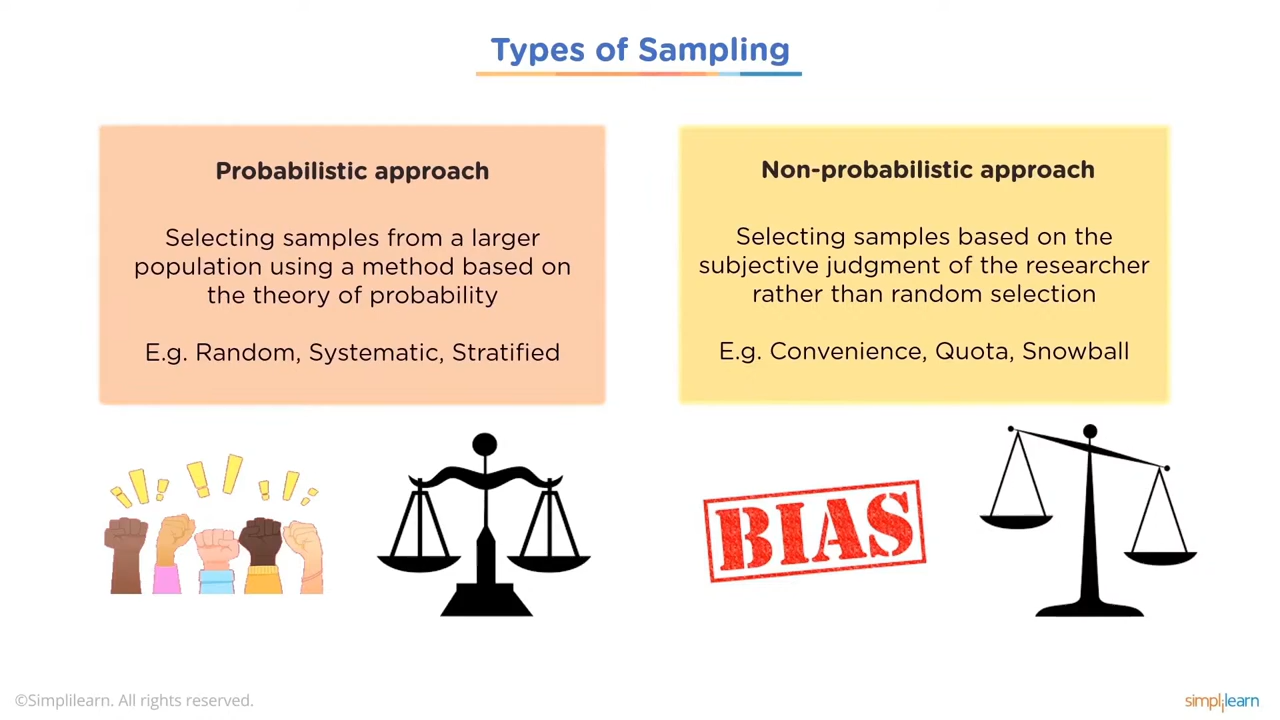 Types of Sampling
Probabilistic approach
Selecting samples from a larger
population using a method based on
the theory of probability
E.g. Random, Systematic, Stratified
Non-probabilistic approach
Selecting samples based on the
subjective judgment of the researcher
rather than random selection
E.g. Convenience, Quota, Snowball
BIAS
©Simplilearn. All rights reserved.
simplilearn